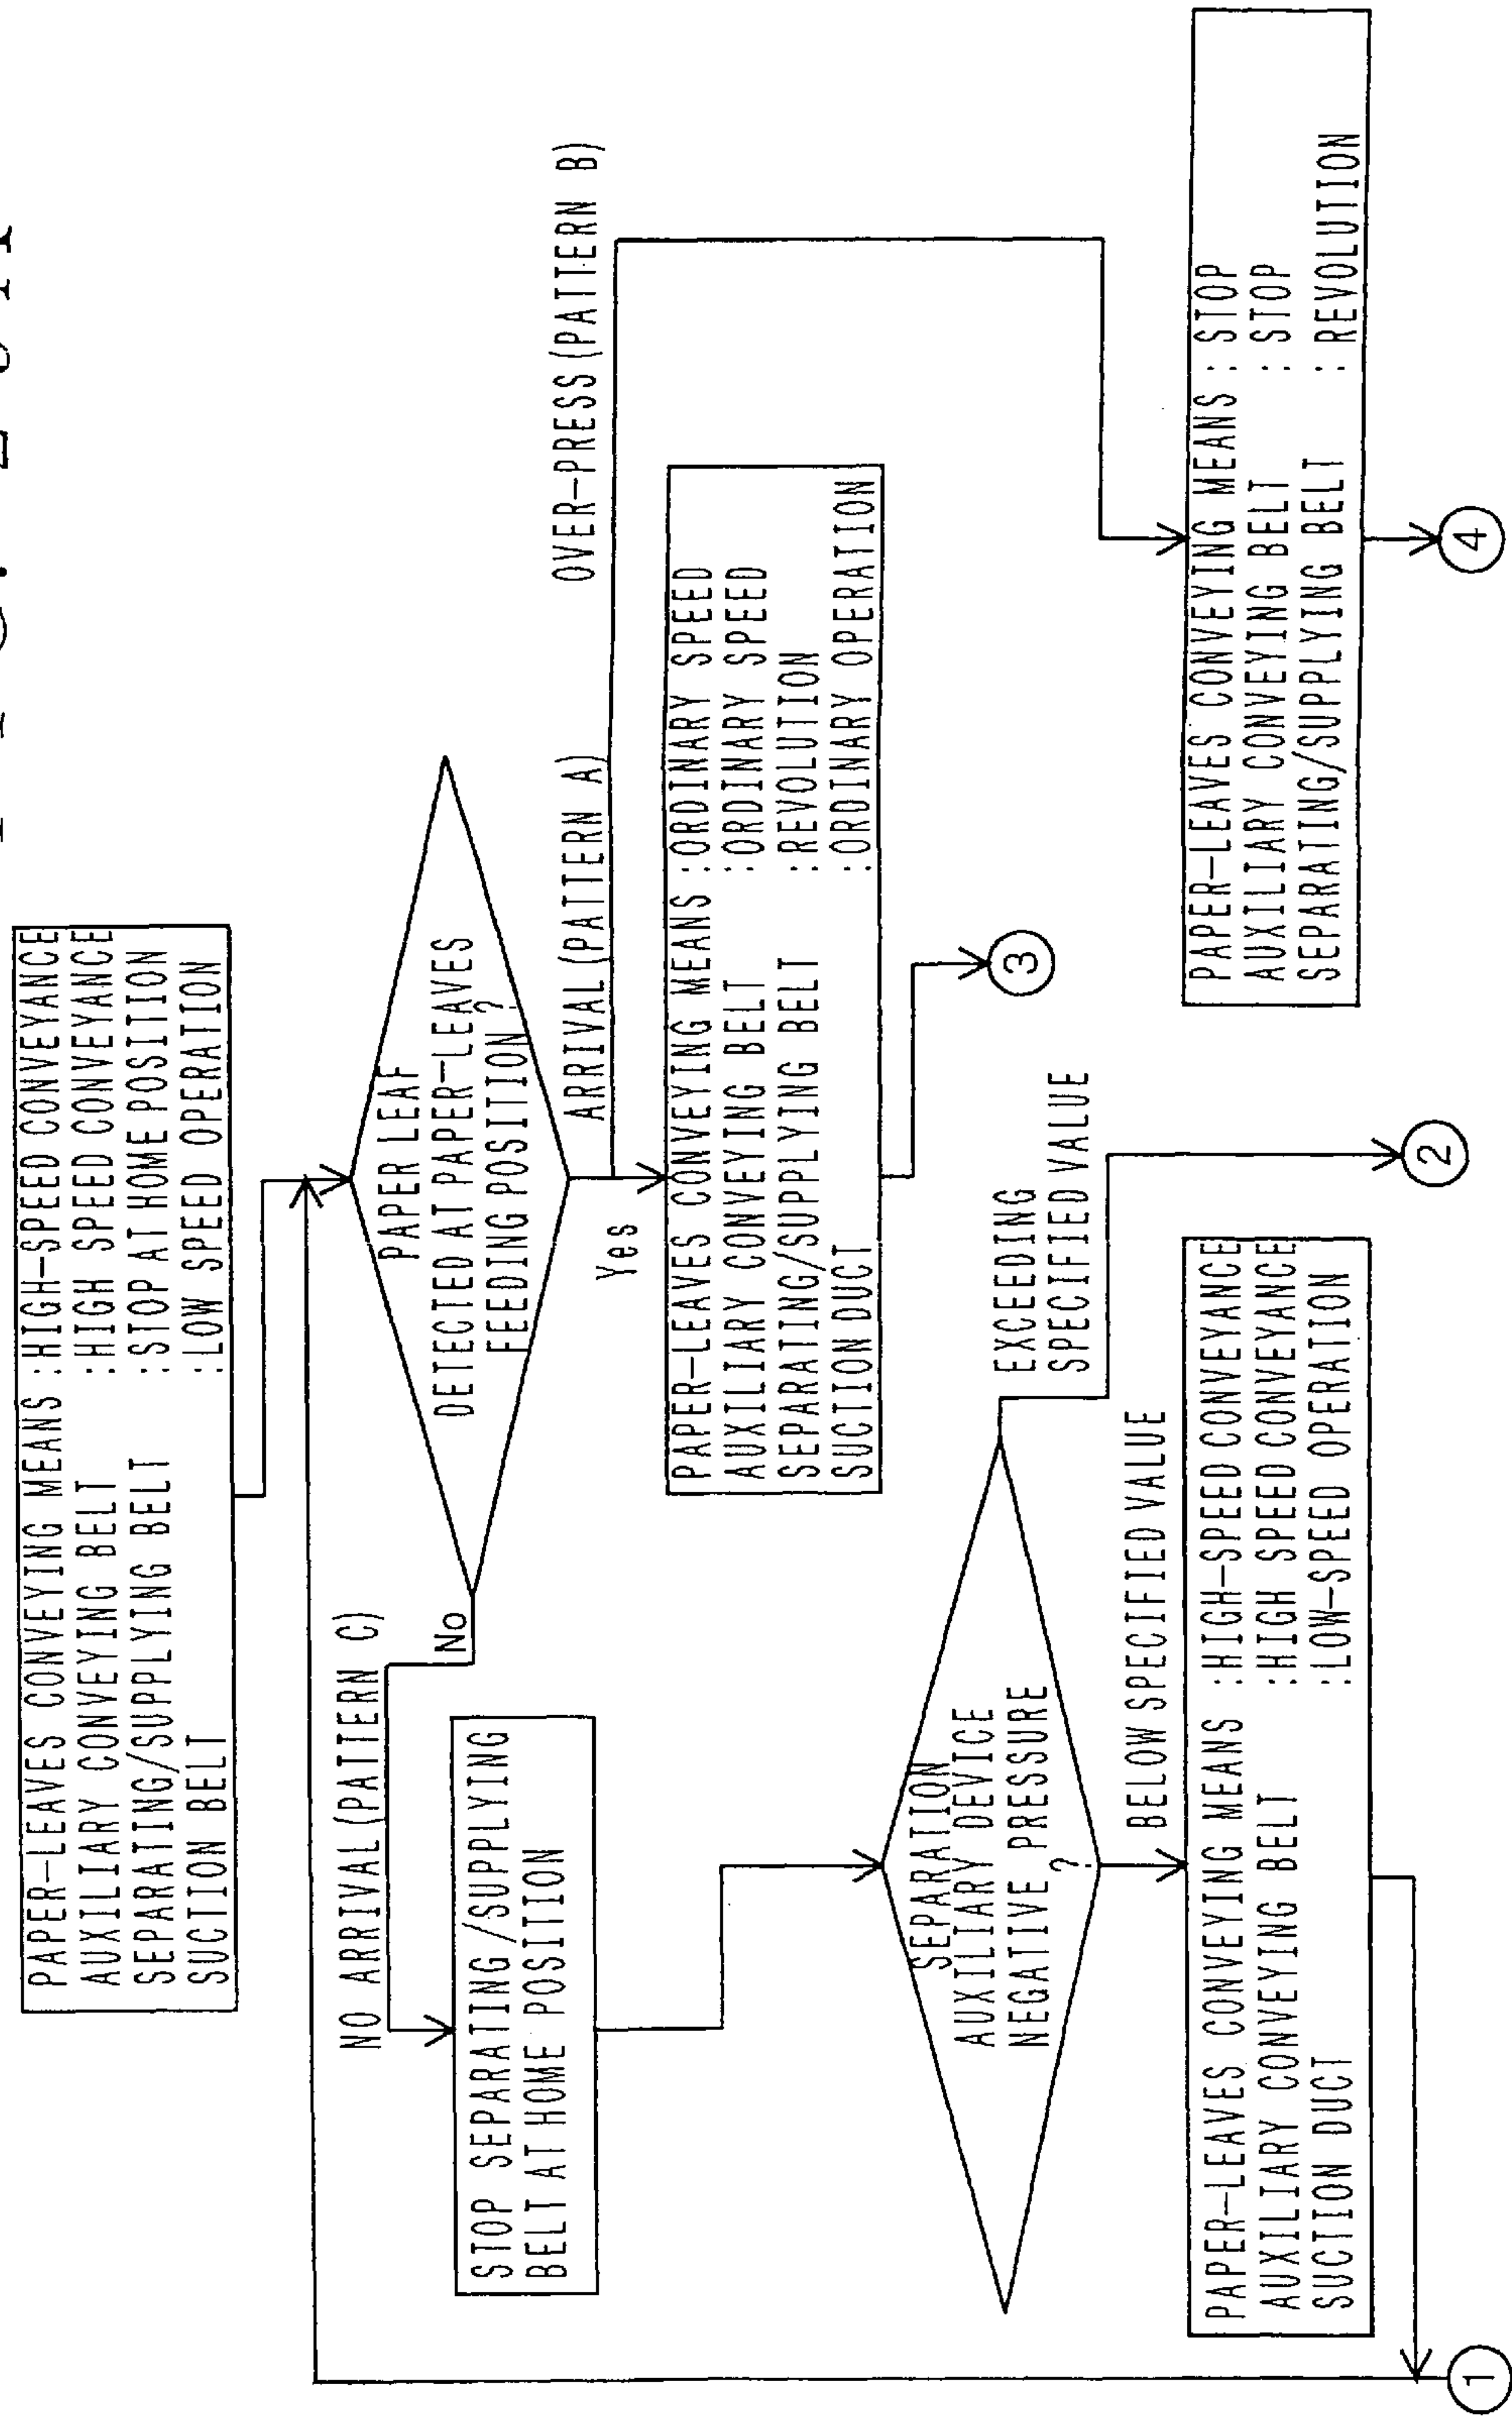 PAPER-LEAVES CONVEYING MEANS :HIGH-SPEED CONVEYANCE
AUXILIARY CONVEYING BELT :HIGH SPEED CONVEYANCE
SEPARATING/SUPPLYING BELT :STOP AT HOME POSITION
SUCTION BELT :LOW SPEED OPERATION
NO ARRIVAL(PATTERN C)
No
PAPER LEAF
DETECTED AT PAPER-LEAVES
FEEDING POSITION ?
ARRIVAL(PATTERN A)
OVER-PRESS(PATTERN B)
Yes
STOP SEPARATING/SUPPLYING
BELT AT HOME POSITION
PAPER-LEAVES CONVEYING MEANS :ORDINARY SPEED
AUXILIARY CONVEYING BELT :ORDINARY SPEED
SEPARATING/SUPPLYING BELT :REVOLUTION
SUCTION DUCT :ORDINARY OPERATION
3
SEPARATION
AUXILIARY DEVICE
NEGATIVE PRESSURE
?
EXCEEDING
SPECIFIED VALUE
BELOW SPECIFIED VALUE
PAPER-LEAVES CONVEYING MEANS :HIGH-SPEED CONVEYANCE
AUXILIARY CONVEYING BELT :HIGH SPEED CONVEYANCE
SUCTION DUCT :LOW-SPEED OPERATION
PAPER-LEAVES CONVEYING MEANS : STOP
AUXILIARY CONVEYING BELT : STOP
SEPARATING/SUPPLYING BELT : REVOLUTION
1
2
4